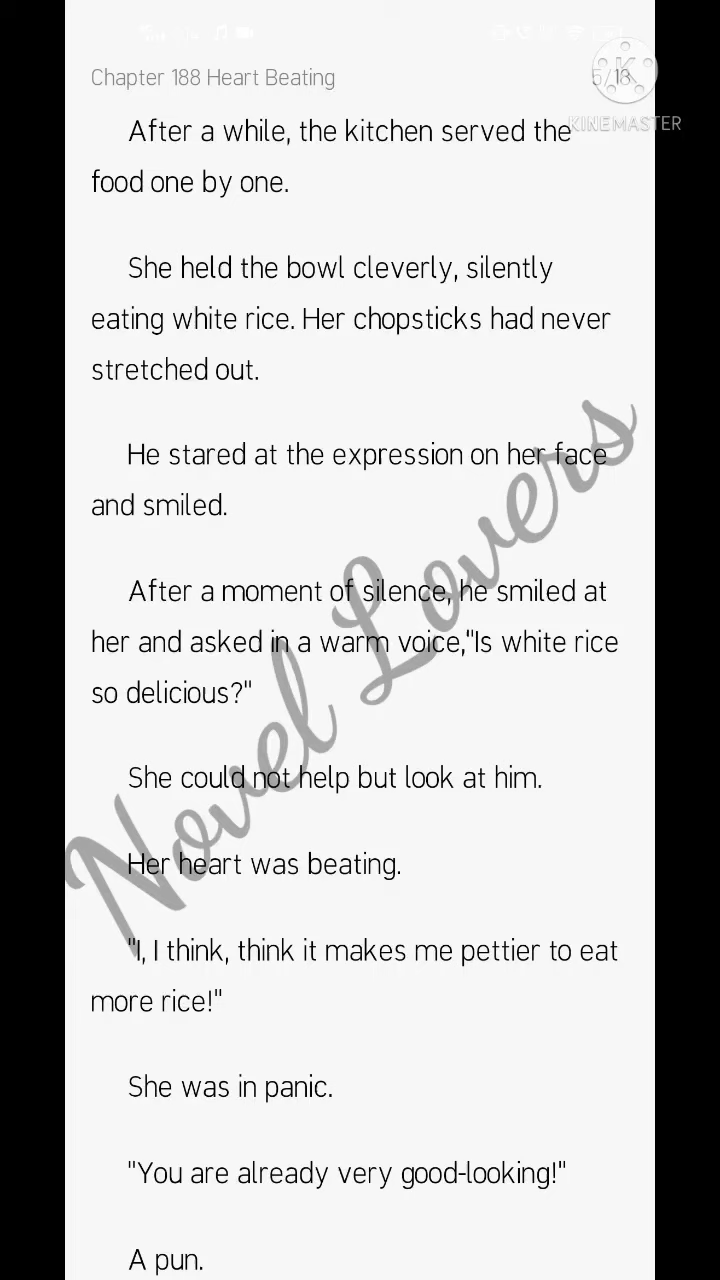 Chapter 188 Heart Beating
K
KINEMASTER
After a while, the kitchen served the
food one by one.
She held the bowl cleverly, silently
eating white rice. Her chopsticks had never
stretched out.
He stared at the expression on her face
and smiled.
After a moment of silence, he smiled at
her and asked in a warm voice,"Is white rice
so delicious?"
She could not help but look at him.
Her heart was beating.
"I, I think, think it makes me pettier to eat
more rice!"
She was in panic.
"You are already very good-looking!"
A pun.
Novel Lovers